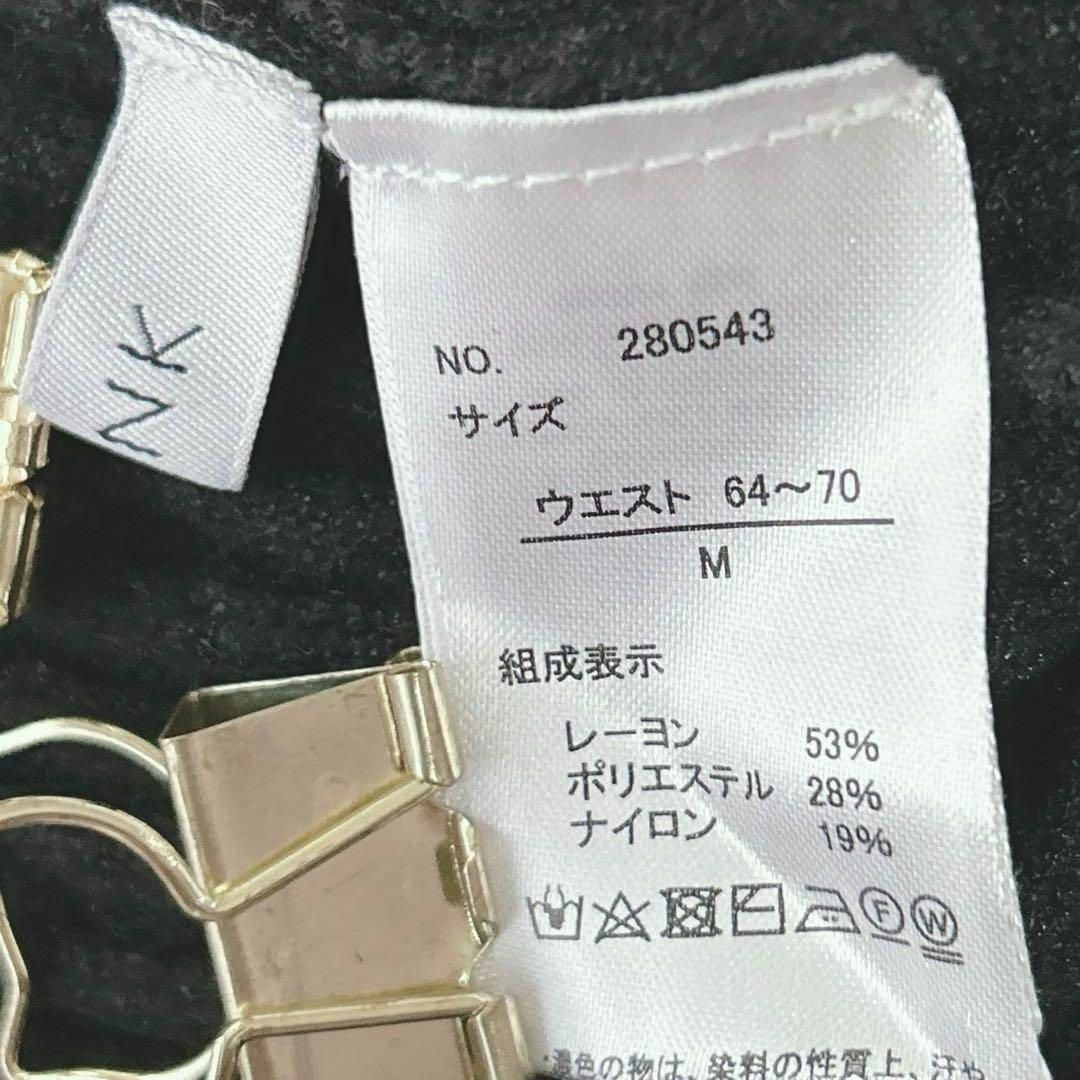 NK
NO. 280543
サイズ
ウエスト 64～70
M
組成表示
レーヨン 53%
ポリエステル 28%
ナイロン 19%
F W
濃色の物は、染料の性質上、汗や